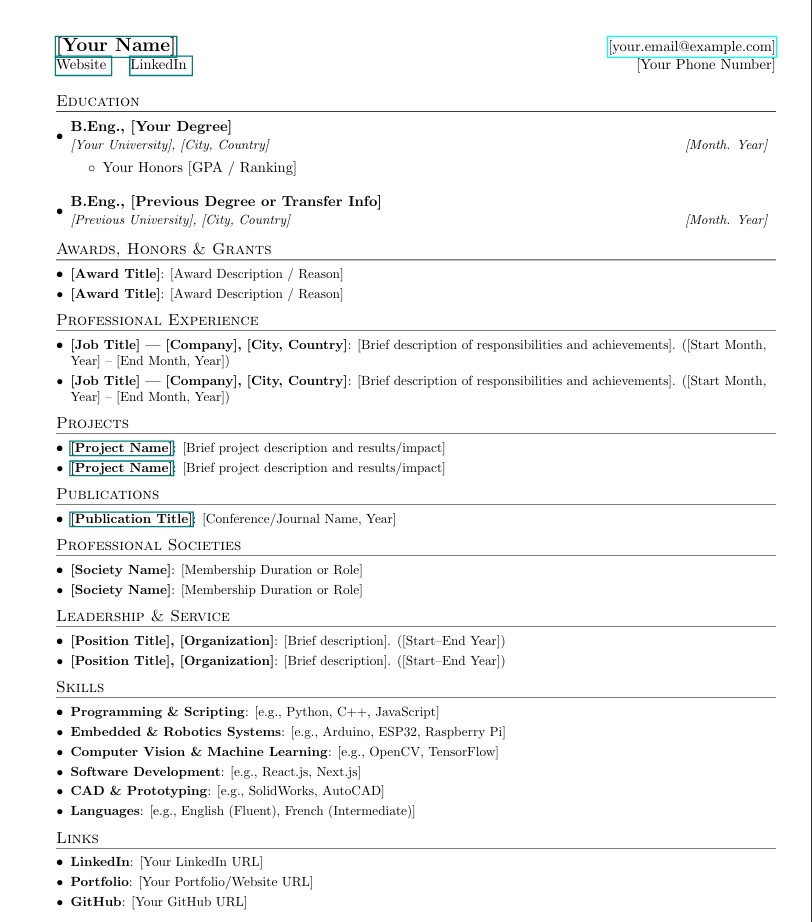 [Your Name]
[your.email@example.com]
Website LinkedIn
[Your Phone Number]
Education
• B.Eng., [Your Degree]
[Your University], [City, Country] [Month. Year]
○ Your Honors [GPA / Ranking]
• B.Eng., [Previous Degree or Transfer Info]
[Previous University], [City, Country] [Month. Year]
Awards, Honors & Grants
• [Award Title]: [Award Description / Reason]
• [Award Title]: [Award Description / Reason]
Professional Experience
• [Job Title] — [Company], [City, Country]: [Brief description of responsibilities and achievements]. ([Start Month,
Year] – [End Month, Year])
• [Job Title] — [Company], [City, Country]: [Brief description of responsibilities and achievements]. ([Start Month,
Year] – [End Month, Year])
Projects
• [Project Name]: [Brief project description and results/impact]
• [Project Name]: [Brief project description and results/impact]
Publications
• [Publication Title]: [Conference/Journal Name, Year]
Professional Societies
• [Society Name]: [Membership Duration or Role]
• [Society Name]: [Membership Duration or Role]
Leadership & Service
• [Position Title], [Organization]: [Brief description]. ([Start–End Year])
• [Position Title], [Organization]: [Brief description]. ([Start–End Year])
Skills
• Programming & Scripting: [e.g., Python, C++, JavaScript]
• Embedded & Robotics Systems: [e.g., Arduino, ESP32, Raspberry Pi]
• Computer Vision & Machine Learning: [e.g., OpenCV, TensorFlow]
• Software Development: [e.g., React.js, Next.js]
• CAD & Prototyping: [e.g., SolidWorks, AutoCAD]
• Languages: [e.g., English (Fluent), French (Intermediate)]
Links
• LinkedIn: [Your LinkedIn URL]
• Portfolio: [Your Portfolio/Website URL]
• GitHub: [Your GitHub URL]